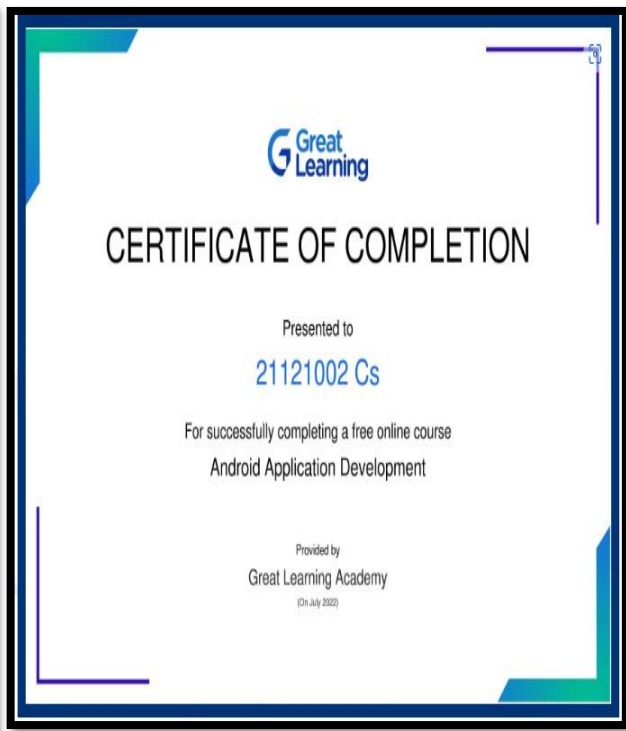 Great
Learning
CERTIFICATE OF COMPLETION
Presented to
21121002 Cs
For successfully completing a free online course
Android Application Development
Provided by
Great Learning Academy
(On July 2022)